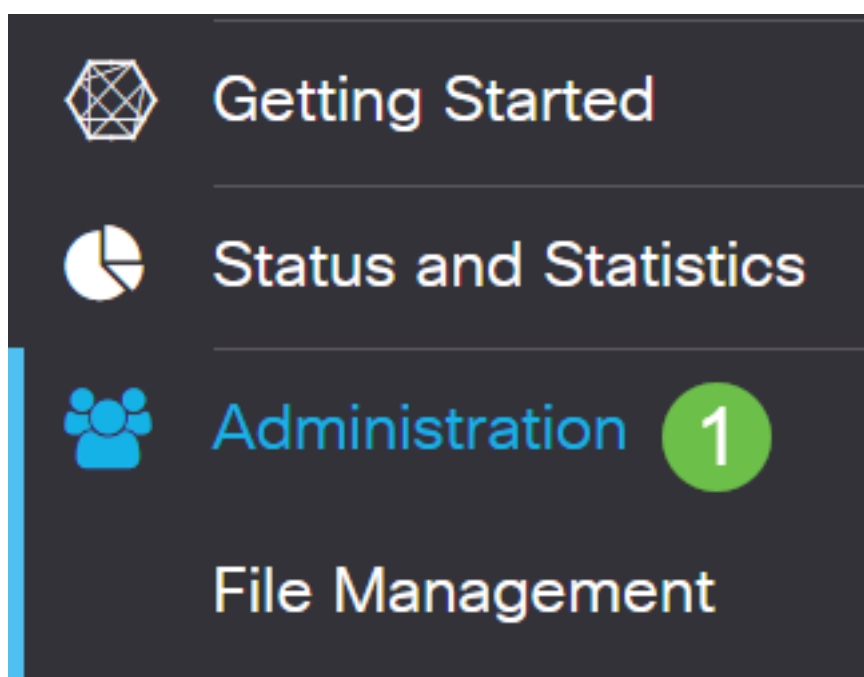 Getting Started
Status and Statistics
Administration 1
File Management